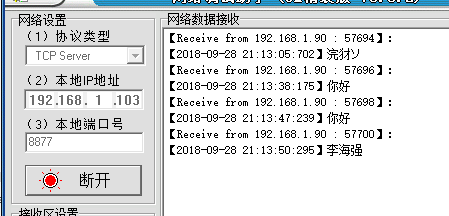 网络设置
(1) 协议类型
TCP Server
(2) 本地IP地址
192.168. 1 .103
(3) 本地端口号
8877
断开
接收区设置
网络数据接收
【Receive from 192.168.1.90 : 57694】:
【2018-09-28 21:13:05:702】浣犲ソ
【Receive from 192.168.1.90 : 57696】:
【2018-09-28 21:13:38:175】你好
【Receive from 192.168.1.90 : 57698】:
【2018-09-28 21:13:47:239】你好
【Receive from 192.168.1.90 : 57700】:
【2018-09-28 21:13:50:295】李海强